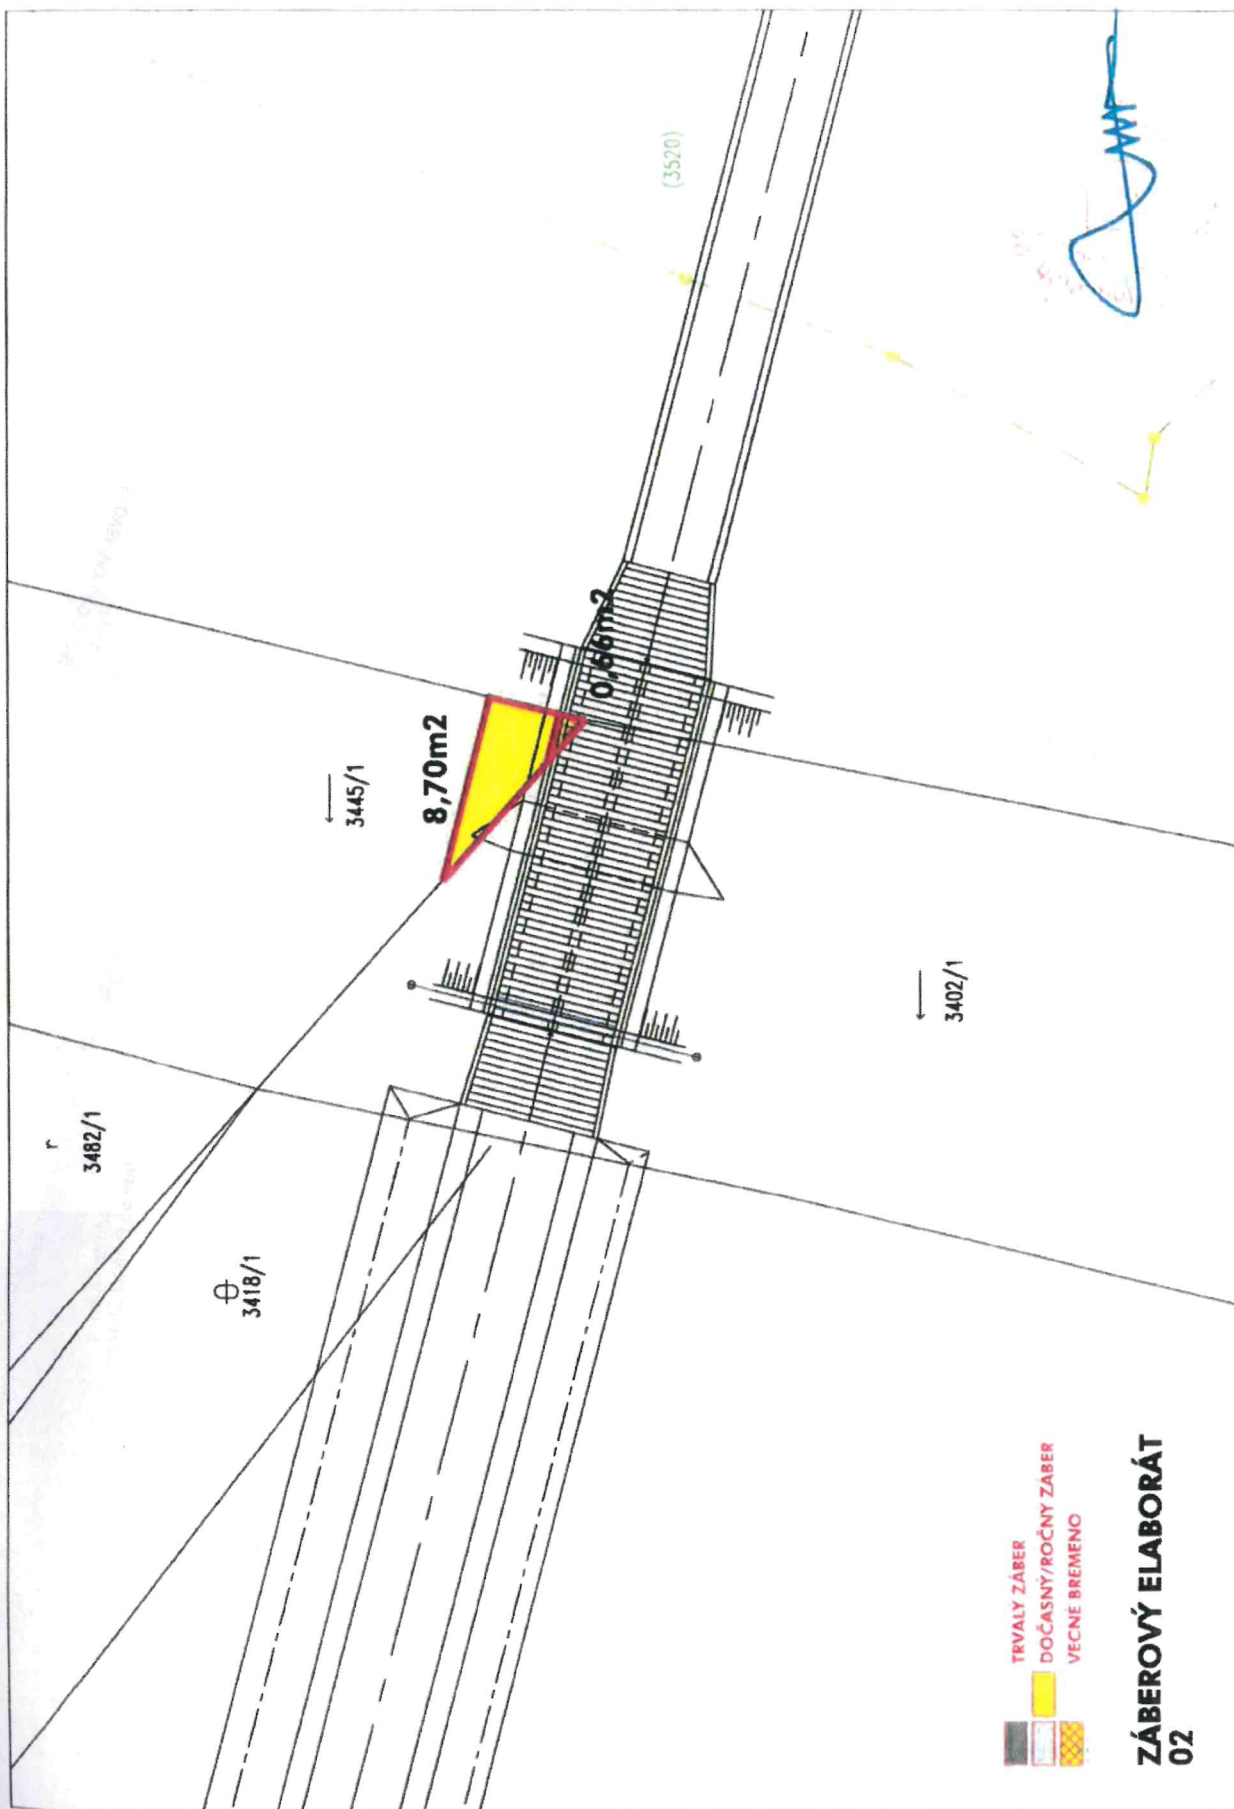 (3520)
3445/1
8,70m2
0,66m2
3482/1
3418/1
3402/1
TRVALÝ ZÁBER
DOČASNÝ/ROČNÝ ZÁBER
VECNÉ BREMENO
ZÁBEROVÝ ELABORÁT
02